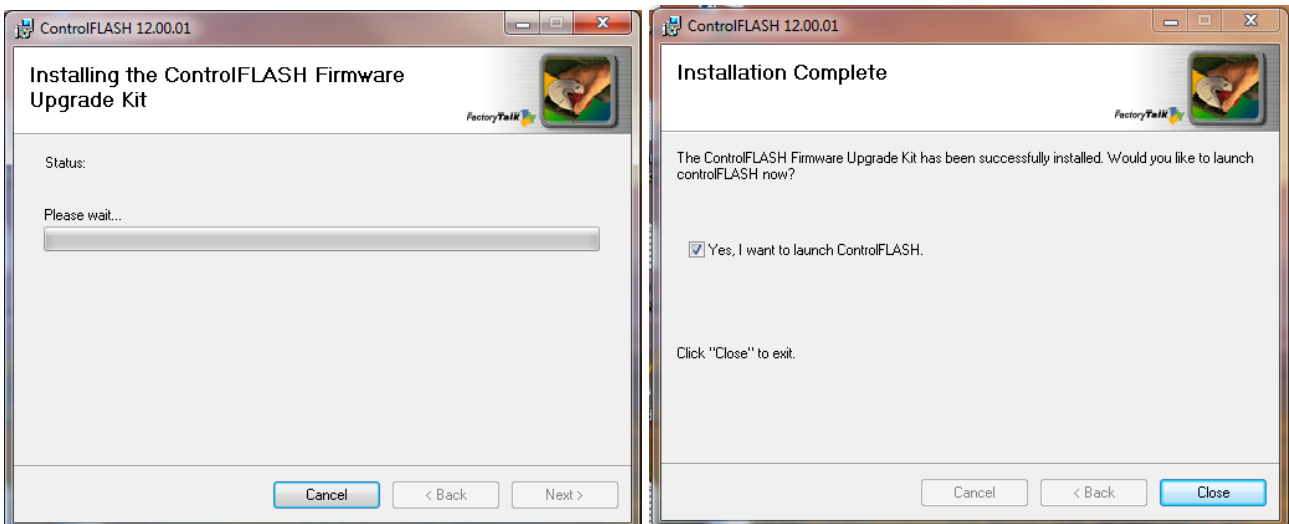 ControlFLASH 12.00.01
Installing the ControlFLASH Firmware
Upgrade Kit
FactoryTalk
Status:
Please wait...
Cancel
< Back
Next >
ControlFLASH 12.00.01
Installation Complete
FactoryTalk
The ControlFLASH Firmware Upgrade Kit has been successfully installed. Would you like to launch
controlFLASH now?
Yes, I want to launch ControlFLASH.
Click "Close" to exit.
Cancel
< Back
Close